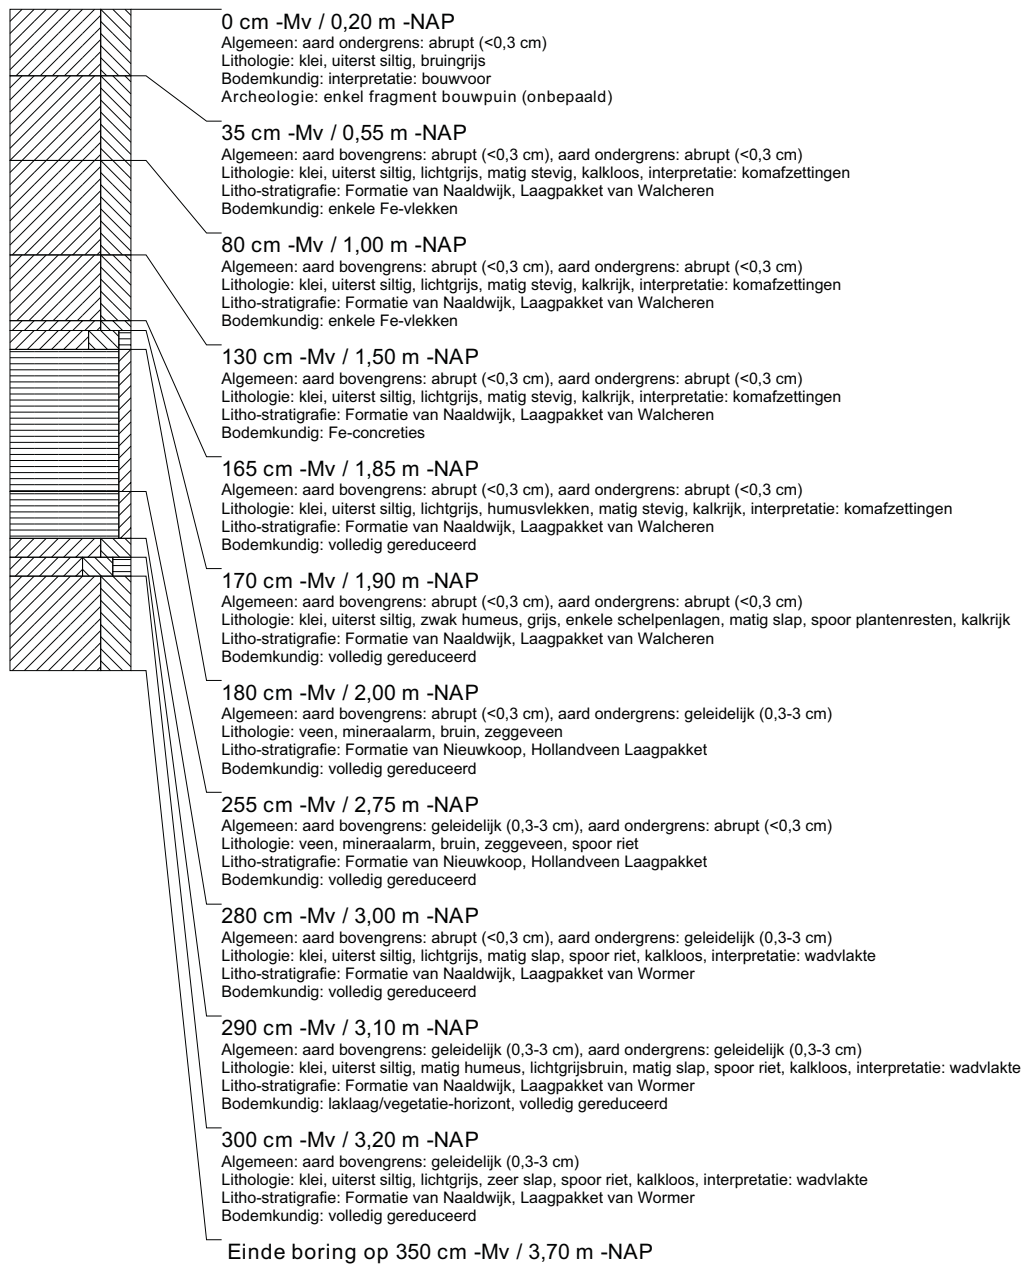 0 cm -Mv / 0,20 m -NAP
Algemeen: aard ondergrens: abrupt (<0,3 cm)
Lithologie: klei, uiterst siltig, bruingrijs
Bodemkundig: interpretatie: bouwvoor
Archeologie: enkel fragment bouwpuin (onbepaald)
35 cm -Mv / 0,55 m -NAP
Algemeen: aard bovengrens: abrupt (<0,3 cm), aard ondergrens: abrupt (<0,3 cm)
Lithologie: klei, uiterst siltig, lichtgrijs, matig stevig, kalkloos, interpretatie: komafzettingen
Litho-stratigrafie: Formatie van Naaldwijk, Laagpakket van Walcheren
Bodemkundig: enkele Fe-vlekken
80 cm -Mv / 1,00 m -NAP
Algemeen: aard bovengrens: abrupt (<0,3 cm), aard ondergrens: abrupt (<0,3 cm)
Lithologie: klei, uiterst siltig, lichtgrijs, matig stevig, kalkrijk, interpretatie: komafzettingen
Litho-stratigrafie: Formatie van Naaldwijk, Laagpakket van Walcheren
Bodemkundig: enkele Fe-vlekken
130 cm -Mv / 1,50 m -NAP
Algemeen: aard bovengrens: abrupt (<0,3 cm), aard ondergrens: abrupt (<0,3 cm)
Lithologie: klei, uiterst siltig, lichtgrijs, matig stevig, kalkrijk, interpretatie: komafzettingen
Litho-stratigrafie: Formatie van Naaldwijk, Laagpakket van Walcheren
Bodemkundig: Fe-concreties
165 cm -Mv / 1,85 m -NAP
Algemeen: aard bovengrens: abrupt (<0,3 cm), aard ondergrens: abrupt (<0,3 cm)
Lithologie: klei, uiterst siltig, lichtgrijs, humusvlekken, matig stevig, kalkrijk, interpretatie: komafzettingen
Litho-stratigrafie: Formatie van Naaldwijk, Laagpakket van Walcheren
Bodemkundig: volledig gereduceerd
170 cm -Mv / 1,90 m -NAP
Algemeen: aard bovengrens: abrupt (<0,3 cm), aard ondergrens: abrupt (<0,3 cm)
Lithologie: klei, uiterst siltig, zwak humeus, grijs, enkele schelpenlagen, matig slap, spoor plantenresten, kalkrijk
Litho-stratigrafie: Formatie van Naaldwijk, Laagpakket van Walcheren
Bodemkundig: volledig gereduceerd
180 cm -Mv / 2,00 m -NAP
Algemeen: aard bovengrens: abrupt (<0,3 cm), aard ondergrens: geleidelijk (0,3-3 cm)
Lithologie: veen, mineraalarm, bruin, zeggeveen
Litho-stratigrafie: Formatie van Nieuwkoop, Hollandveen Laagpakket
Bodemkundig: volledig gereduceerd
255 cm -Mv / 2,75 m -NAP
Algemeen: aard bovengrens: geleidelijk (0,3-3 cm), aard ondergrens: abrupt (<0,3 cm)
Lithologie: veen, mineraalarm, bruin, zeggeveen, spoor riet
Litho-stratigrafie: Formatie van Nieuwkoop, Hollandveen Laagpakket
Bodemkundig: volledig gereduceerd
280 cm -Mv / 3,00 m -NAP
Algemeen: aard bovengrens: abrupt (<0,3 cm), aard ondergrens: geleidelijk (0,3-3 cm)
Lithologie: klei, uiterst siltig, lichtgrijs, matig slap, spoor riet, kalkloos, interpretatie: wadvlakte
Litho-stratigrafie: Formatie van Naaldwijk, Laagpakket van Wormer
Bodemkundig: volledig gereduceerd
290 cm -Mv / 3,10 m -NAP
Algemeen: aard bovengrens: geleidelijk (0,3-3 cm), aard ondergrens: geleidelijk (0,3-3 cm)
Lithologie: klei, uiterst siltig, matig humeus, lichtgrijsbruin, matig slap, spoor riet, kalkloos, interpretatie: wadvlakte
Litho-stratigrafie: Formatie van Naaldwijk, Laagpakket van Wormer
Bodemkundig: laklaag/vegetatie-horizont, volledig gereduceerd
300 cm -Mv / 3,20 m -NAP
Algemeen: aard bovengrens: geleidelijk (0,3-3 cm)
Lithologie: klei, uiterst siltig, lichtgrijs, zeer slap, spoor riet, kalkloos, interpretatie: wadvlakte
Litho-stratigrafie: Formatie van Naaldwijk, Laagpakket van Wormer
Bodemkundig: volledig gereduceerd
Einde boring op 350 cm -Mv / 3,70 m -NAP